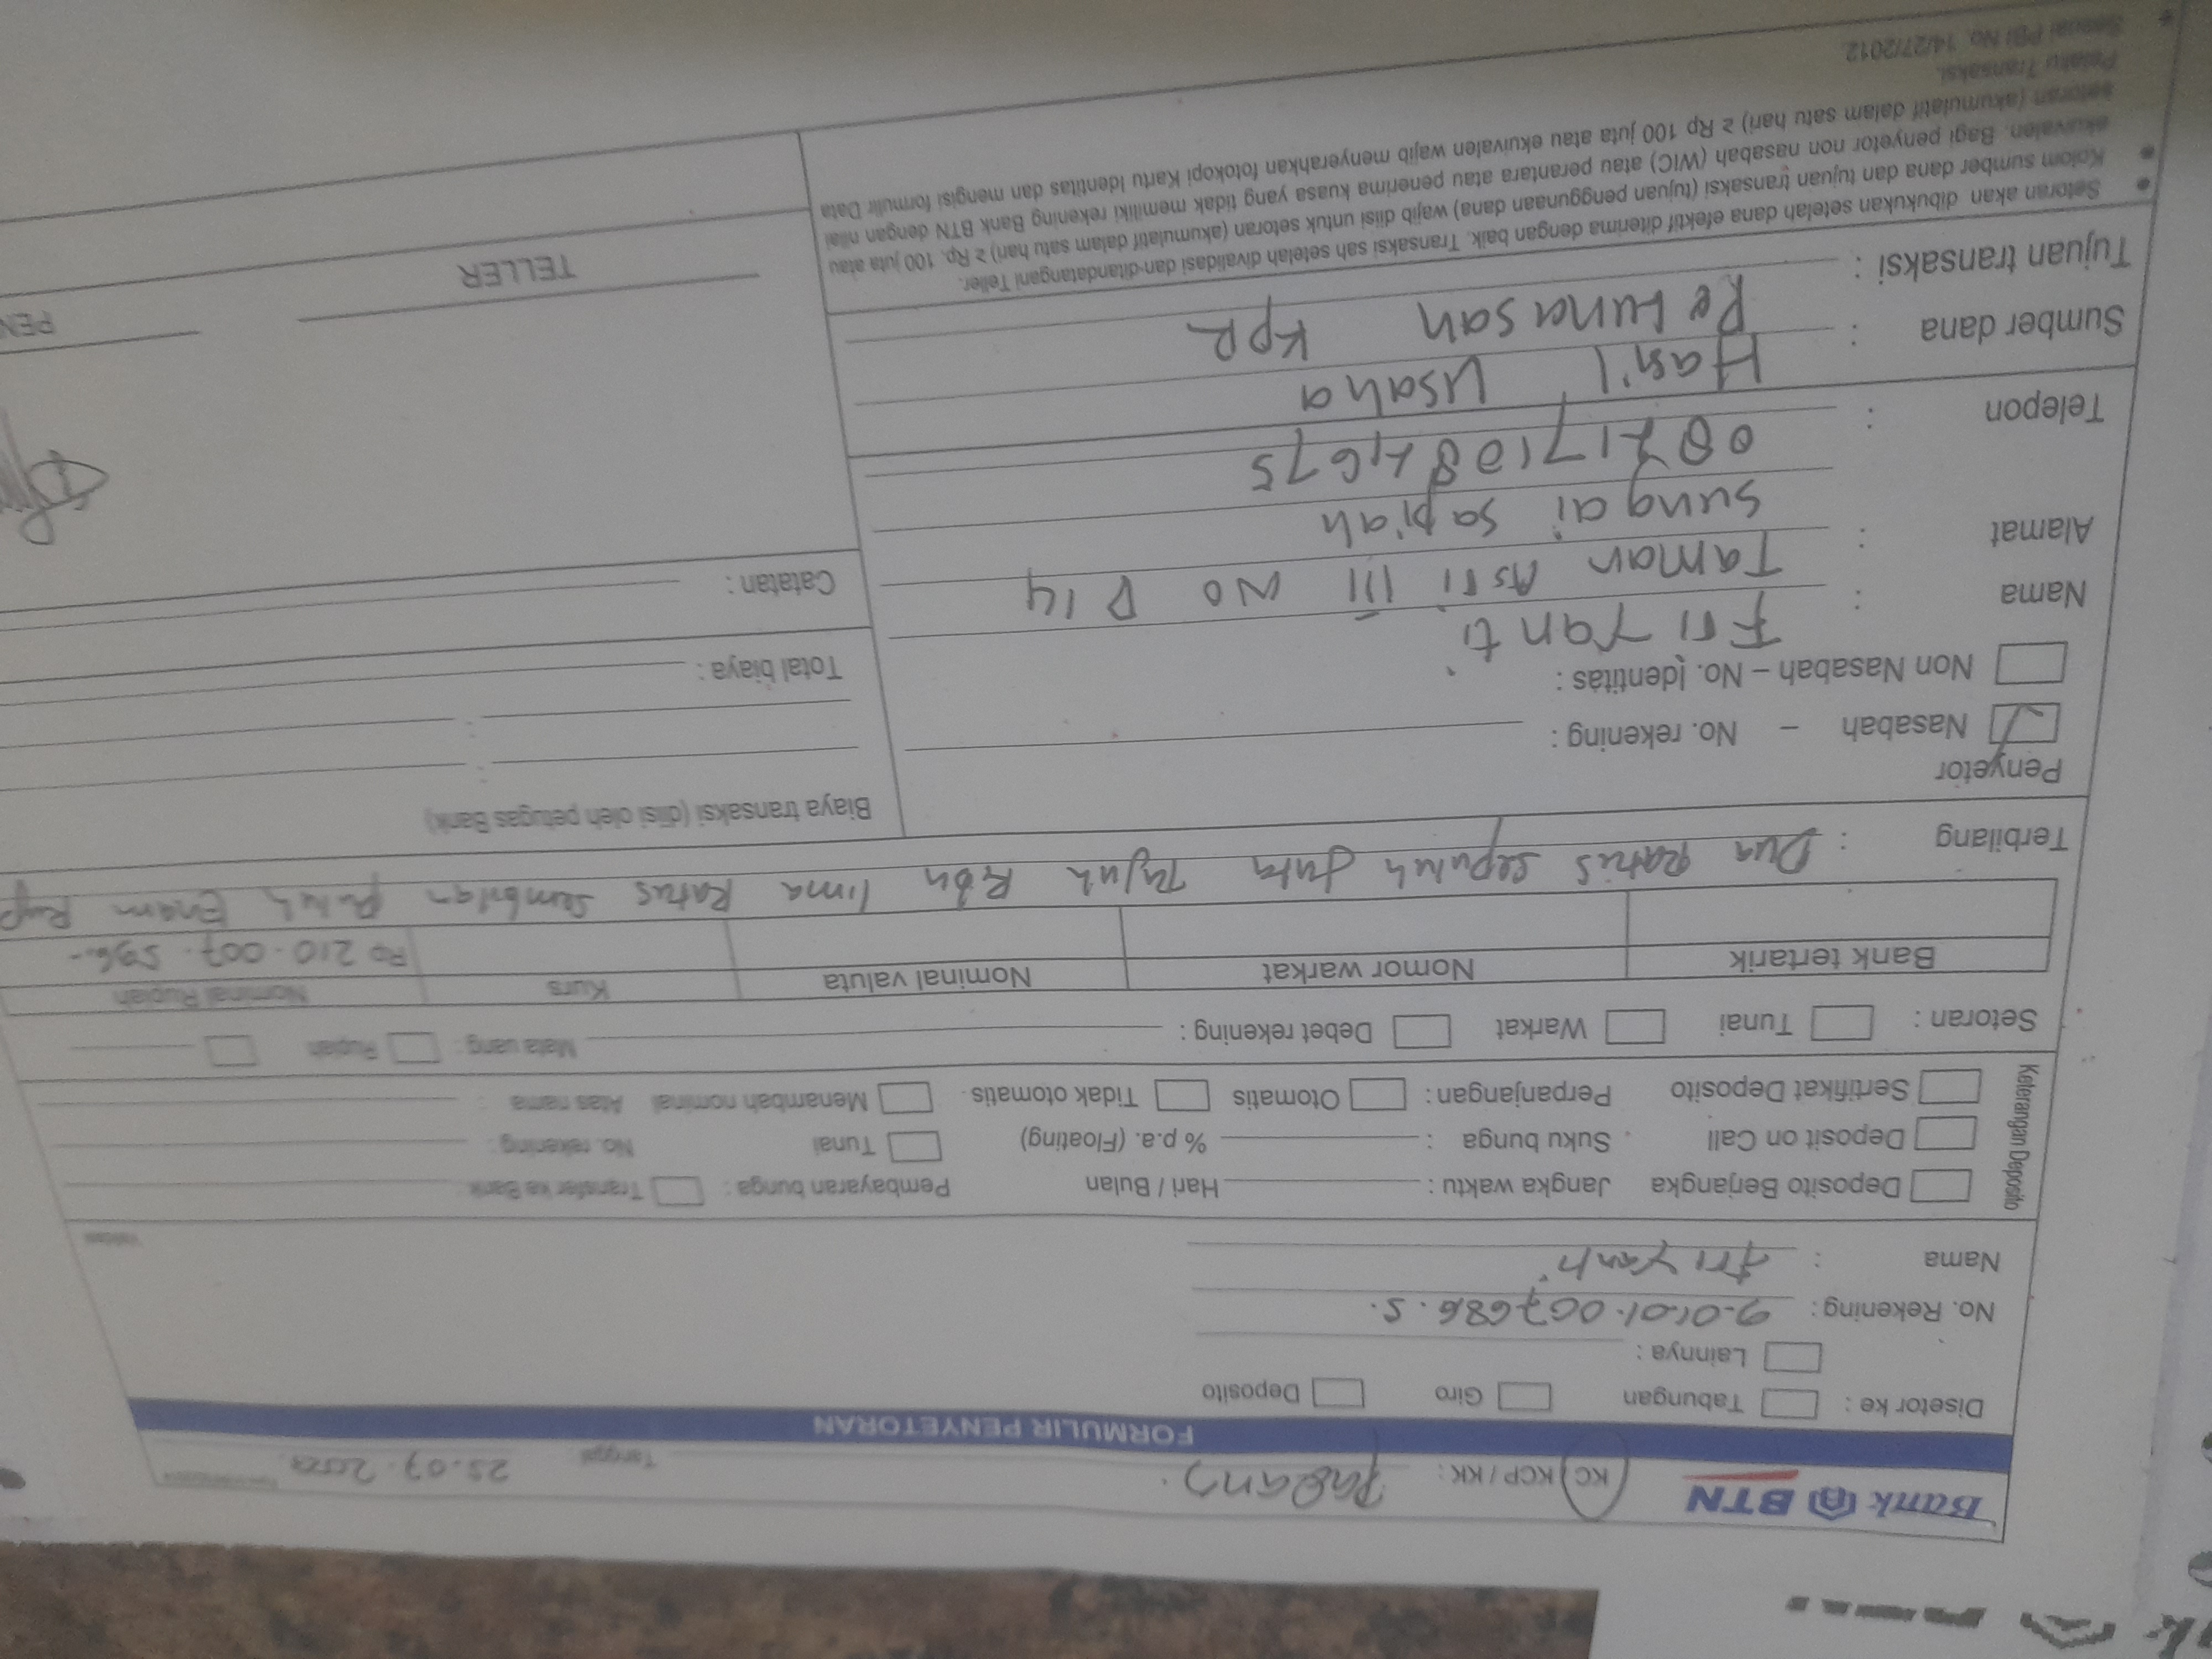 Bank BTN KC / KCP / KK : Padang Tanggal
FORMULIR PENYETORAN
Disetor ke : Tabungan Giro Deposito
Lainnya :
No. Rekening :
Nama : Friyanti
Validasi
Keterangan Deposito
Deposito Berjangka Jangka waktu : Hari / Bulan Pembayaran bunga : Transfer ke Bank :
Deposit on Call Suku bunga : % p.a. (Floating) Tunai No. rekening :
Sertifikat Deposito Perpanjangan : Otomatis Tidak otomatis Menambah nominal Atas nama :
Setoran : Tunai Warkat Debet rekening : Mata uang : Rupiah
Bank tertarik Nomor warkat Nominal valuta Kurs Nominal Rupiah
Rp 210.007.596.-
Terbilang : Dua Ratus sepuluh Juta Tujuh Ribu lima Ratus sembilan puluh Enam Rup
Penyetor
Nasabah – No. rekening :
Non Nasabah – No. Identitas :
Nama : Friyanti
Alamat : Taman Asri III No D 14
sungai sapiah
Telepon :
Sumber dana : Hasil Usaha
Tujuan transaksi : Pelunasan KPR
Biaya transaksi (diisi oleh petugas Bank)
:
:
Total biaya :
Catatan :
TELLER
PEN
• Setoran akan dibukukan setelah dana efektif diterima dengan baik. Transaksi sah setelah divalidasi dan ditandatangani Teller.
• Kolom sumber dana dan tujuan transaksi (tujuan penggunaan dana) wajib diisi untuk setoran (akumulatif dalam satu hari) ≥ Rp. 100 juta atau
ekuivalen. Bagi penyetor non nasabah (WIC) atau perantara atau penerima kuasa yang tidak memiliki rekening Bank BTN dengan nilai
setoran (akumulatif dalam satu hari) ≥ Rp 100 juta atau ekuivalen wajib menyerahkan fotokopi Kartu Identitas dan mengisi formulir Data
Pelaku Transaksi.
Sesuai PBI No. 14/27/2012.